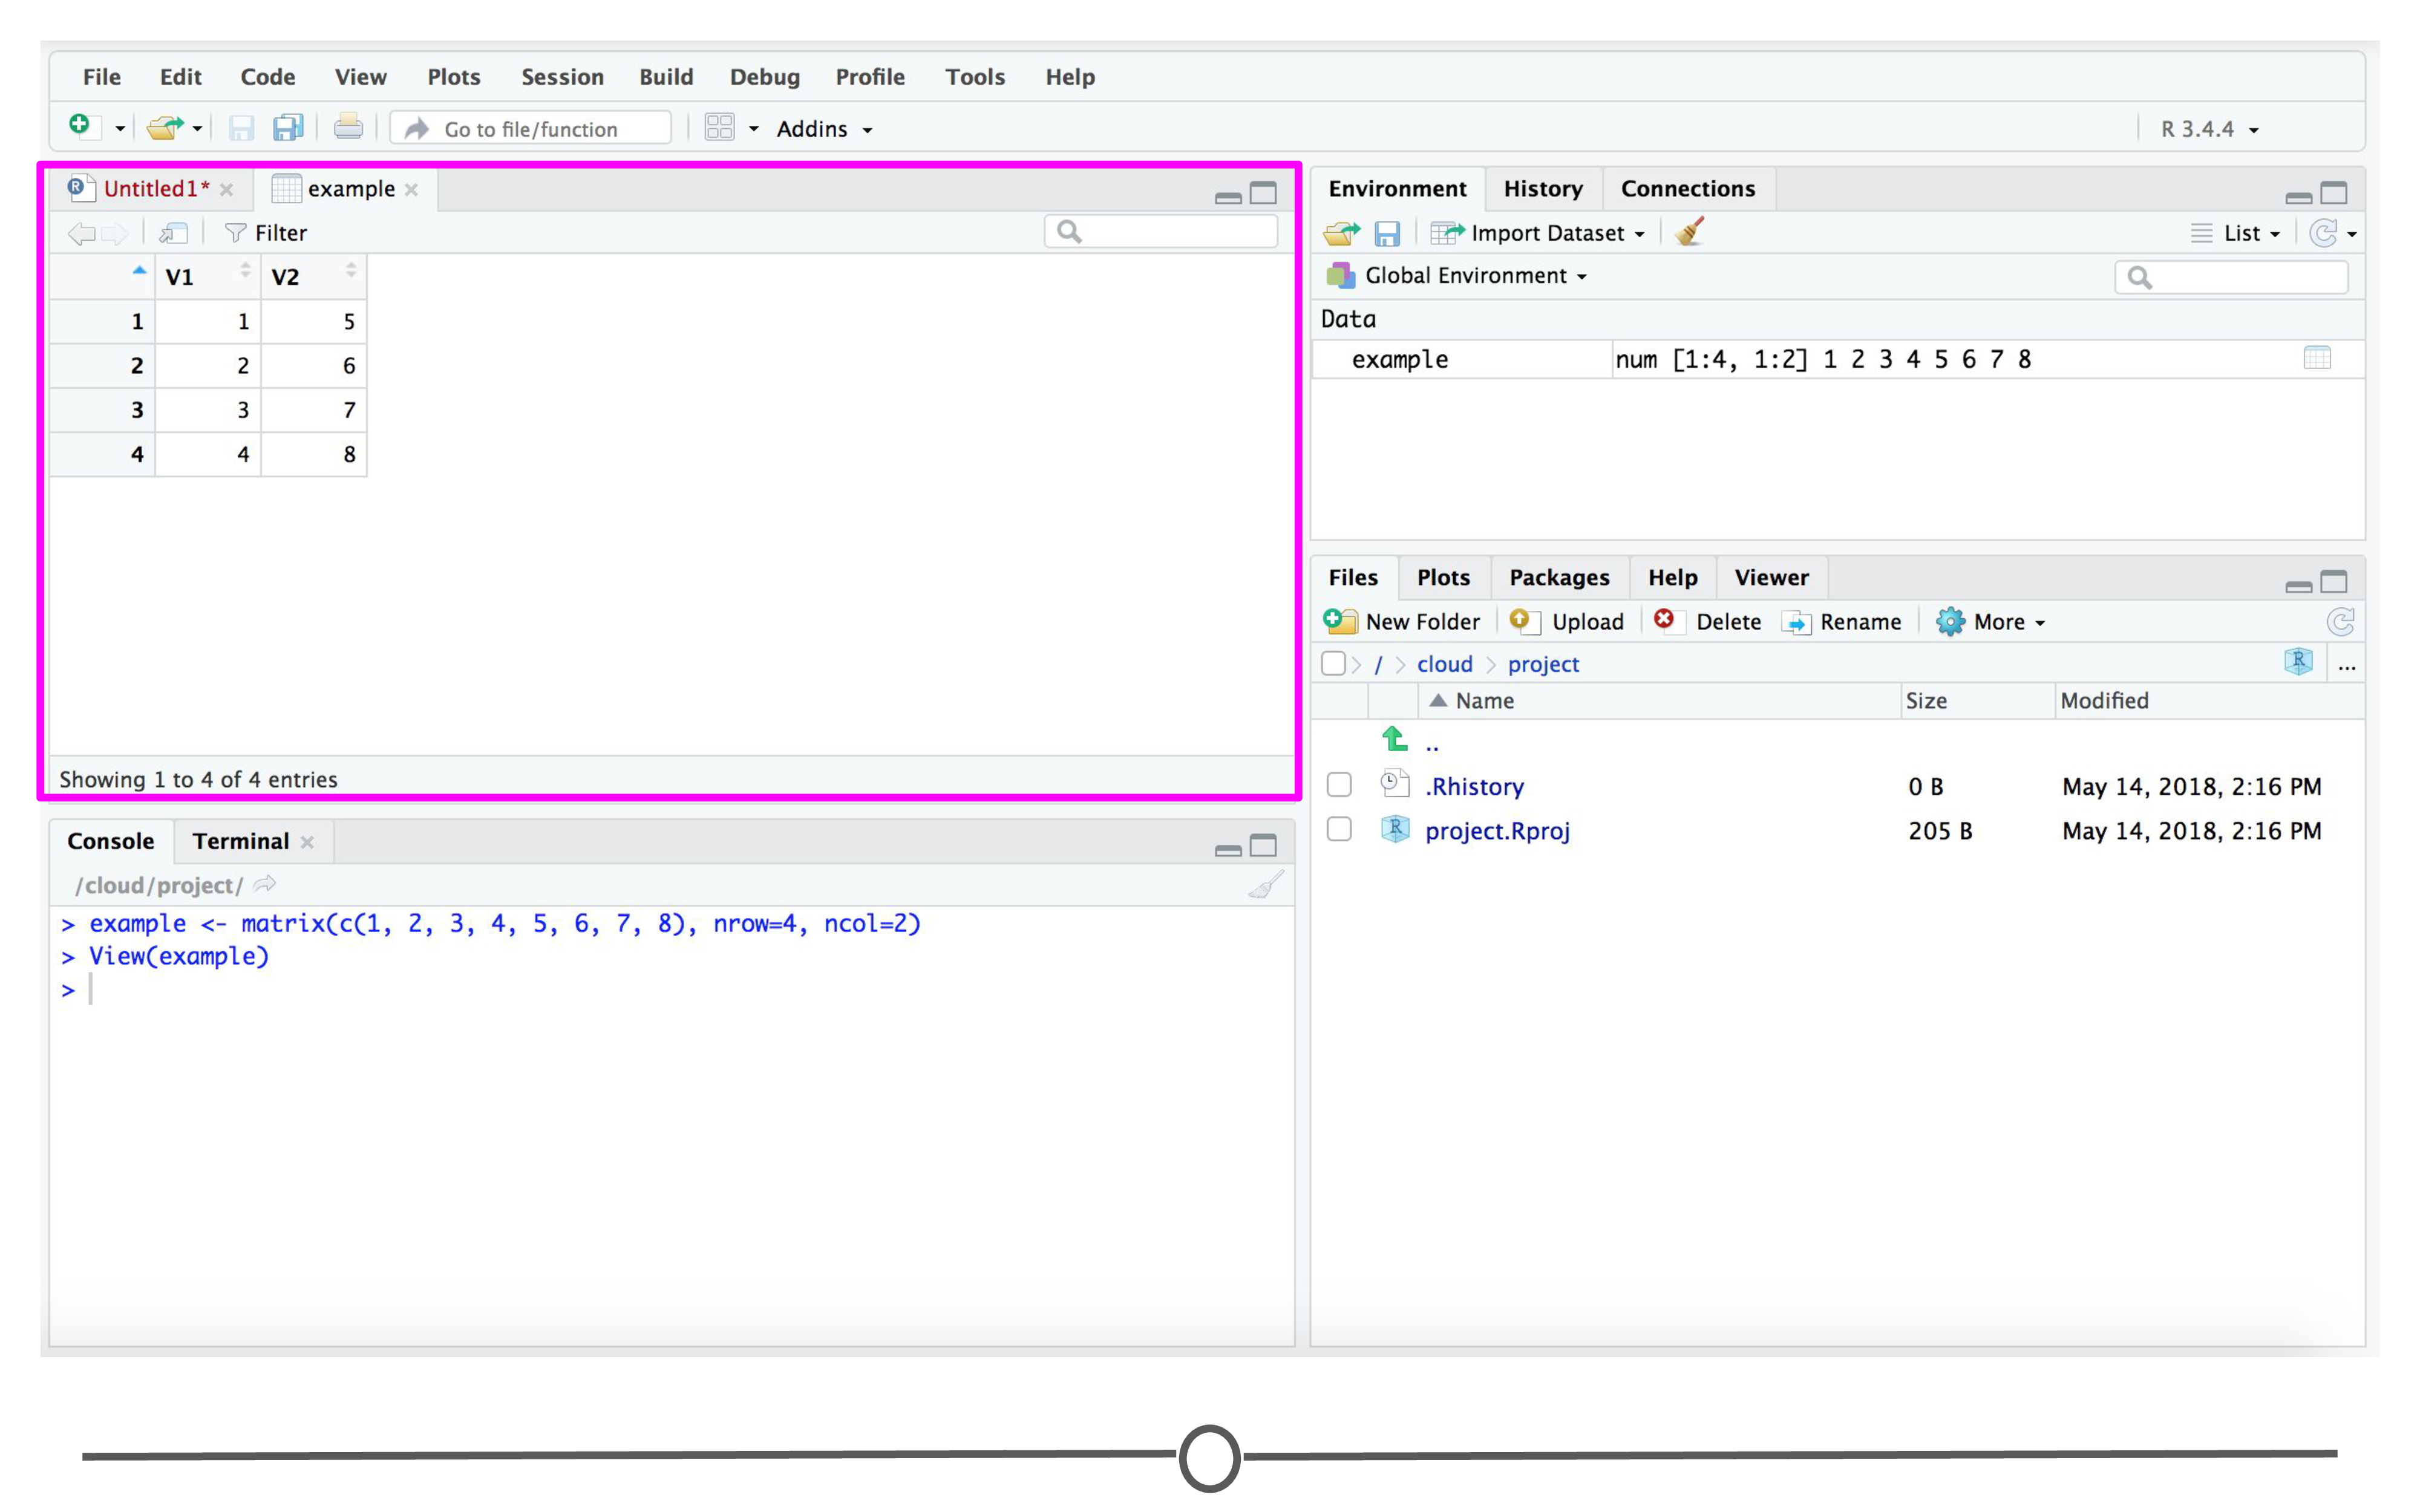 File Edit Code View Plots Session Build Debug Profile Tools Help
Go to file/function Addins R 3.4.4
Untitled1* example
Filter
V1 V2
1 1 5
2 2 6
3 3 7
4 4 8
Showing 1 to 4 of 4 entries
Console Terminal
/cloud/project/
> example <- matrix(c(1, 2, 3, 4, 5, 6, 7, 8), nrow=4, ncol=2)
> View(example)
>
Environment History Connections
Import Dataset List
Global Environment
Data
example num [1:4, 1:2] 1 2 3 4 5 6 7 8
Files Plots Packages Help Viewer
New Folder Upload Delete Rename More
/ cloud project R ...
Name Size Modified
..
.Rhistory 0 B May 14, 2018, 2:16 PM
project.Rproj 205 B May 14, 2018, 2:16 PM